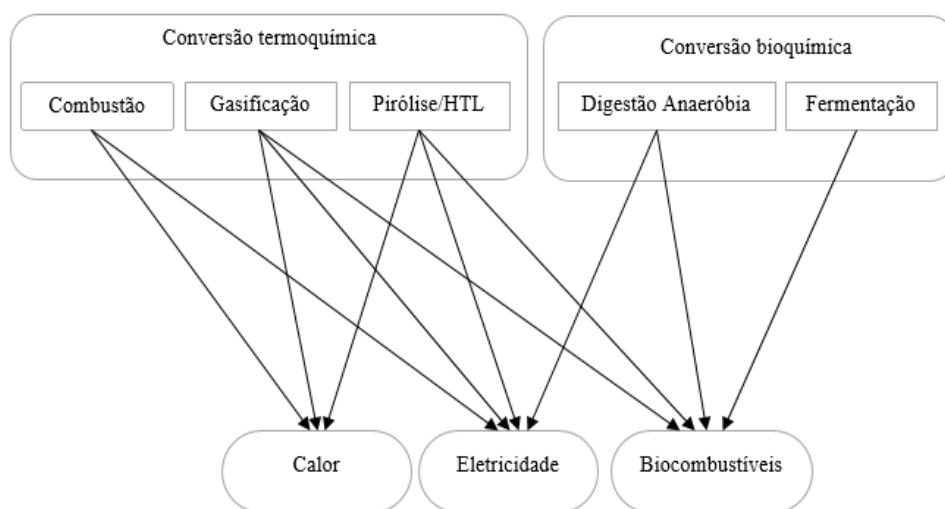 Conversão termoquímica
Combustão
Gasificação
Pirólise/HTL
Conversão bioquímica
Digestão Anaeróbia
Fermentação
Calor
Eletricidade
Biocombustíveis